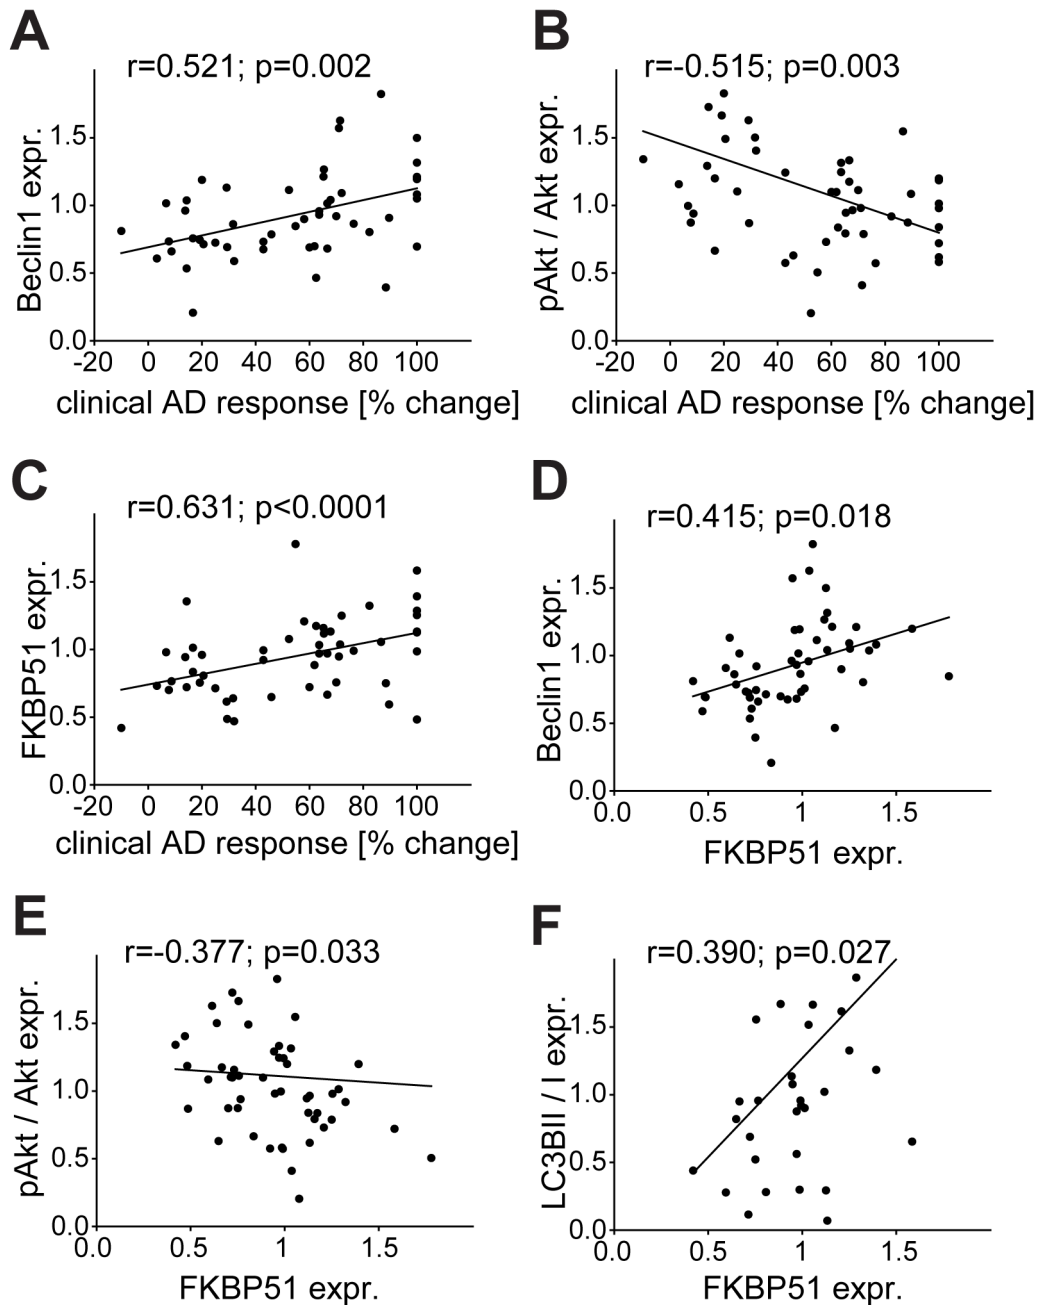 A
r=0.521; p=0.002
Beclin1 expr.
1.5
1.0
0.5
0.0
-20 0 20 40 60 80 100
clinical AD response [% change]
B
r=-0.515; p=0.003
pAkt / Akt expr.
1.5
1.0
0.5
0.0
-20 0 20 40 60 80 100
clinical AD response [% change]
C
r=0.631; p<0.0001
FKBP51 expr.
1.5
1.0
0.5
0.0
-20 0 20 40 60 80 100
clinical AD response [% change]
D
r=0.415; p=0.018
Beclin1 expr.
1.5
1.0
0.5
0.0
0.0 0.5 1 1.5
FKBP51 expr.
E
r=-0.377; p=0.033
pAkt / Akt expr.
1.5
1.0
0.5
0.0
0.0 0.5 1 1.5
FKBP51 expr.
F
r=0.390; p=0.027
LC3BII / I expr.
1.5
1.0
0.5
0.0
0.0 0.5 1 1.5
FKBP51 expr.